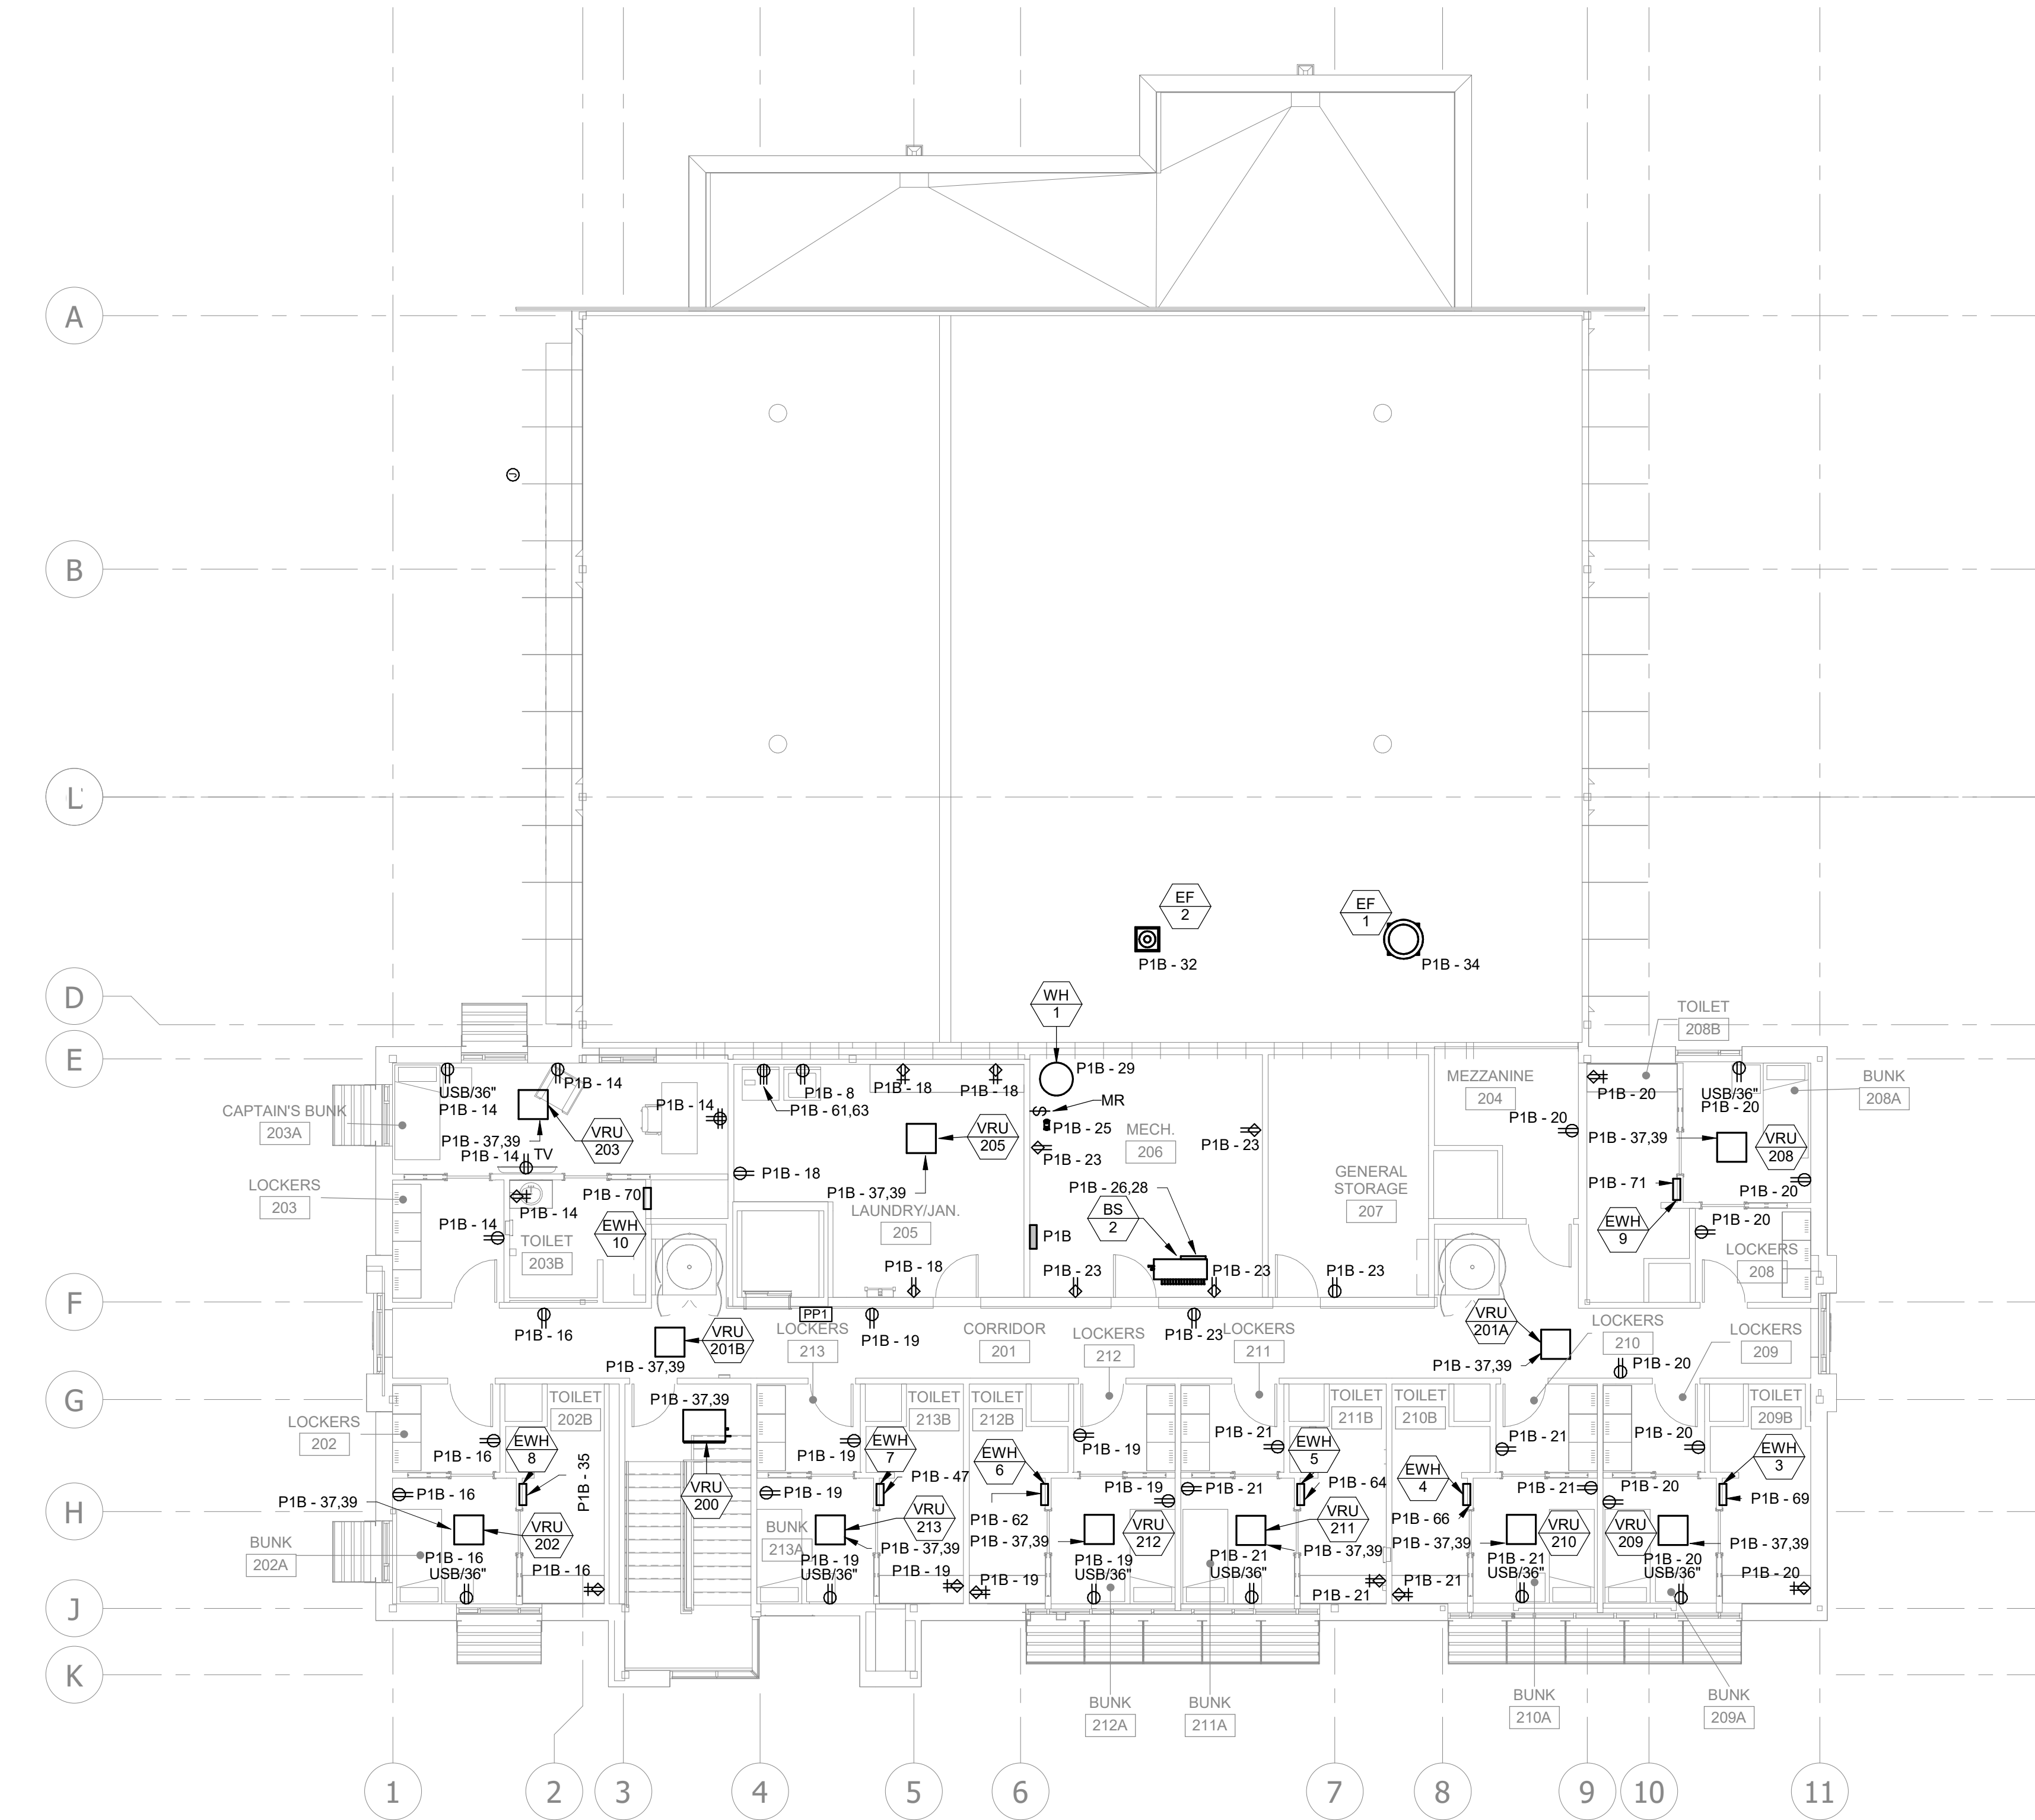 A
J
B
L'
EF
2
EF
1
P1B - 32
P1B - 34
D
WH
1
TOILET
208B
E
P1B - 29
MEZZANINE
204
BUNK
208A
USB/36"
P1B - 14
P1B - 14
P1B - 14
P1B - 8
P1B - 61,63
P1B - 18
P1B - 18
S
MR
P1B - 25
MECH.
206
P1B - 23
P1B - 23
P1B - 20
P1B - 20
USB/36"
P1B - 20
CAPTAIN'S BUNK
203A
P1B - 37,39
P1B - 14
TV
VRU
203
VRU
205
P1B - 37,39
VRU
208
P1B - 18
P1B - 37,39
P1B - 26,28
BS
2
GENERAL
STORAGE
207
P1B - 71
P1B - 20
LOCKERS
203
P1B - 70
P1B - 14
P1B - 14
TOILET
203B
EWH
10
LAUNDRY/JAN.
205
P1B
EWH
9
P1B - 20
LOCKERS
208
P1B - 18
P1B - 23
P1B - 23
P1B - 23
F
P1B - 16
VRU
201B
P1B - 37,39
PP1
LOCKERS
213
P1B - 19
CORRIDOR
201
LOCKERS
212
P1B - 23
LOCKERS
211
VRU
201A
P1B - 37,39
LOCKERS
210
P1B - 20
LOCKERS
209
G
P1B - 37,39
TOILET
202B
TOILET
213B
TOILET
212B
TOILET
211B
TOILET
210B
TOILET
209B
LOCKERS
202
P1B - 16
EWH
8
P1B - 35
P1B - 19
EWH
7
P1B - 47
EWH
6
P1B - 19
P1B - 21
EWH
5
P1B - 64
EWH
4
P1B - 21
P1B - 20
EWH
3
H
P1B - 37,39
P1B - 16
VRU
200
P1B - 19
VRU
213
P1B - 62
P1B - 19
P1B - 21
VRU
211
P1B - 66
P1B - 21
P1B - 20
P1B - 69
BUNK
202A
VRU
202
P1B - 16
USB/36"
P1B - 16
BUNK
213A
P1B - 37,39
P1B - 19
USB/36"
P1B - 19
P1B - 37,39
VRU
212
P1B - 19
USB/36"
P1B - 19
P1B - 21
USB/36"
P1B - 37,39
P1B - 21
P1B - 37,39
VRU
210
P1B - 21
USB/36"
P1B - 21
VRU
209
P1B - 20
USB/36"
P1B - 37,39
P1B - 20
J
K
BUNK
212A
BUNK
211A
BUNK
210A
BUNK
209A
1
2
3
4
5
6
7
8
9
10
11